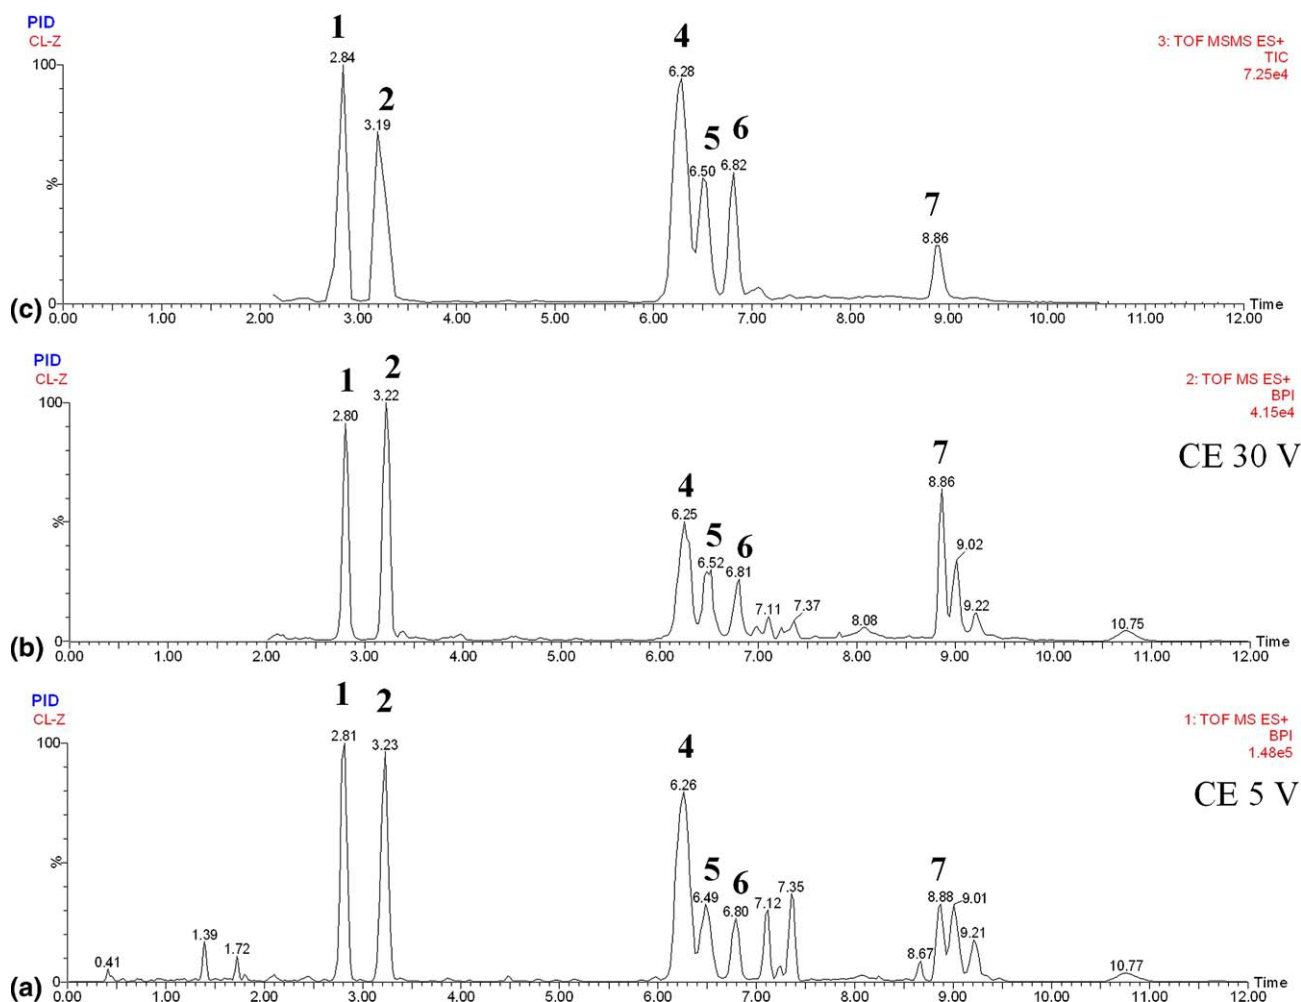 PID
CL-Z
1
2
4
5
6
7
3: TOF MSMS ES+
TIC
7.25e4
100
%
0
2.84
3.19
6.28
6.50
6.82
8.86
(c)
0.00 1.00 2.00 3.00 4.00 5.00 6.00 7.00 8.00 9.00 10.00 11.00 12.00
Time
PID
CL-Z
1
2
4
5
6
7
2: TOF MS ES+
BPI
4.15e4
CE 30 V
100
%
0
2.80
3.22
6.25
6.52
6.81
7.11
7.37
8.08
8.86
9.02
9.22
10.75
(b)
0.00 1.00 2.00 3.00 4.00 5.00 6.00 7.00 8.00 9.00 10.00 11.00 12.00
Time
PID
CL-Z
1
2
4
5
6
7
1: TOF MS ES+
BPI
1.48e5
CE 5 V
100
%
0
0.41
1.39
1.72
2.81
3.23
6.26
6.49
6.80
7.12
7.35
8.67
8.88
9.01
9.21
10.77
(a)
0.00 1.00 2.00 3.00 4.00 5.00 6.00 7.00 8.00 9.00 10.00 11.00 12.00
Time